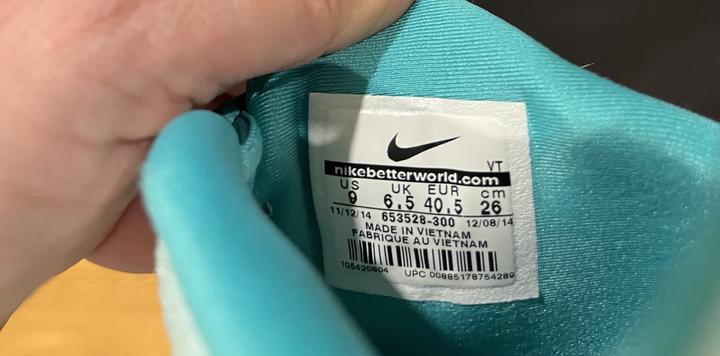 VT
nikebetterworld.com
US UK EUR cm
9 6.5 40.5 26
11/12/14 653528-300 12/08/14
MADE IN VIETNAM
FABRIQUE AU VIETNAM
105420804 UPC 00885178754289